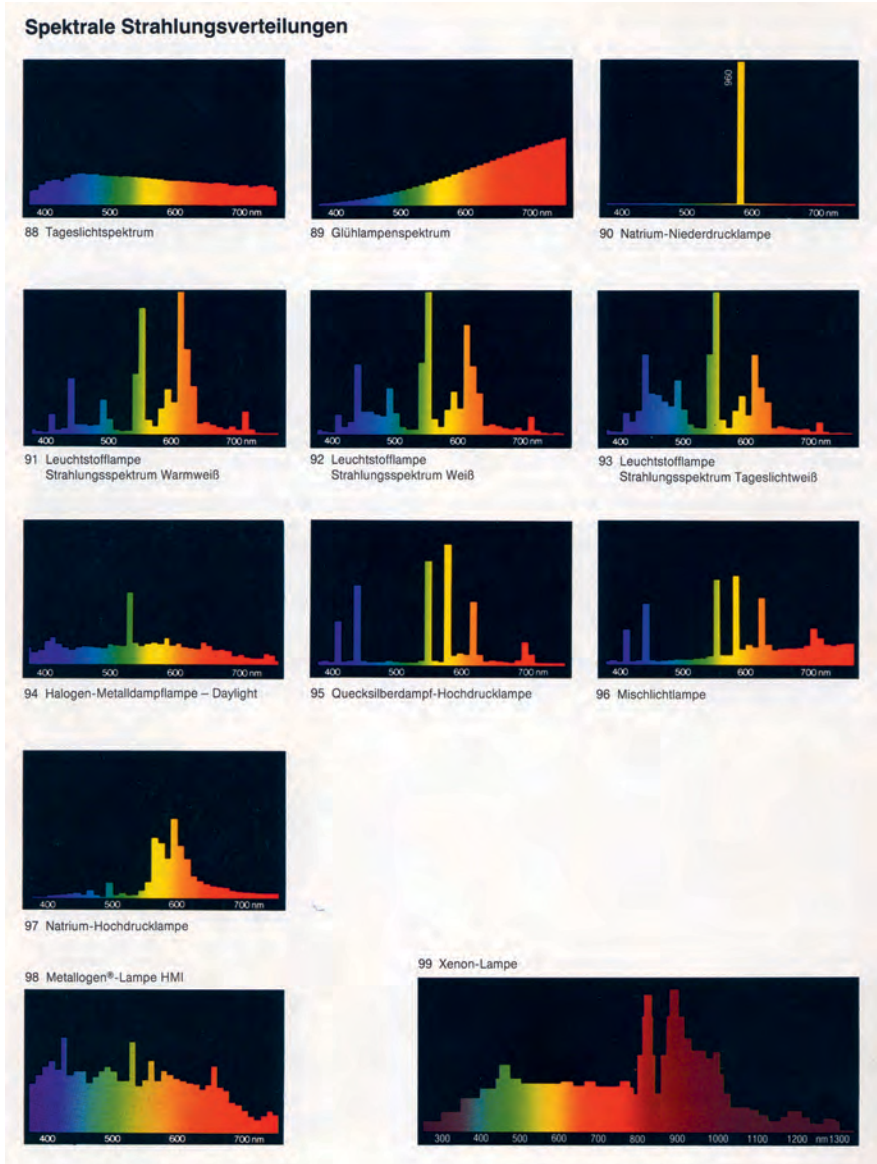 Spektrale Strahlungsverteilungen
400 500 600 700 nm
88 Tageslichtspektrum
400 500 600 700 nm
89 Glühlampenspektrum
960
400 500 600 700 nm
90 Natrium-Niederdrucklampe
400 500 600 700 nm
91 Leuchtstofflampe
Strahlungsspektrum Warmweiß
400 500 600 700 nm
92 Leuchtstofflampe
Strahlungsspektrum Weiß
400 500 600 700 nm
93 Leuchtstofflampe
Strahlungsspektrum Tageslichtweiß
400 500 600 700 nm
94 Halogen-Metalldampflampe – Daylight
400 500 600 700 nm
95 Quecksilberdampf-Hochdrucklampe
400 500 600 700 nm
96 Mischlichtlampe
400 500 600 700 nm
97 Natrium-Hochdrucklampe
98 Metallogen®-Lampe HMI
400 500 600 700 nm
99 Xenon-Lampe
300 400 500 600 700 800 900 1000 1100 1200 nm 1300